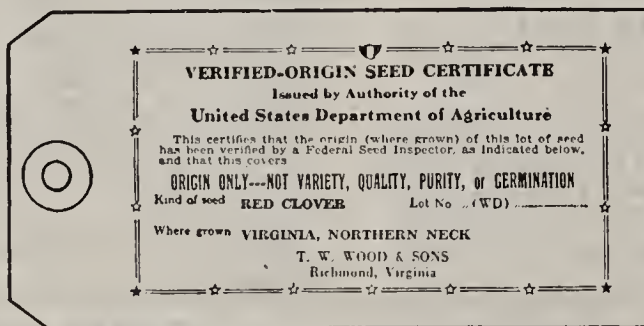 VERIFIED-ORIGIN SEED CERTIFICATE
Issued by Authority of the
United States Department of Agriculture
This certifies that the origin (where grown) of this lot of seed
has been verified by a Federal Seed Inspector, as indicated below,
and that this covers
ORIGIN ONLY---NOT VARIETY, QUALITY, PURITY, or GERMINATION
Kind of seed RED CLOVER Lot No ..(WD)
Where grown VIRGINIA, NORTHERN NECK
T. W. WOOD & SONS
Richmond, Virginia